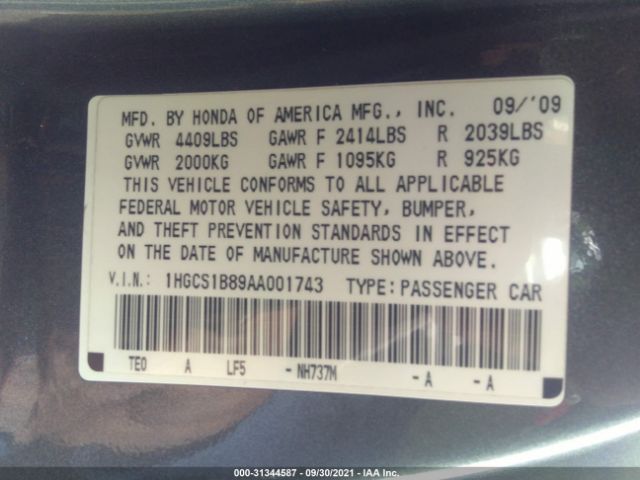 MFD. BY HONDA OF AMERICA MFG., INC. 09/'09
GVWR 4409LBS GAWR F 2414LBS R 2039LBS
GVWR 2000KG GAWR F 1095KG R 925KG
THIS VEHICLE CONFORMS TO ALL APPLICABLE
FEDERAL MOTOR VEHICLE SAFETY, BUMPER,
AND THEFT PREVENTION STANDARDS IN EFFECT
ON THE DATE OF MANUFACTURE SHOWN ABOVE.
V.I.N.: 1HGCS1B89AA001743 TYPE: PASSENGER CAR
TE0 A LF5 - NH737M - A - A
000-31344587 - 09/30/2021 - IAA Inc.